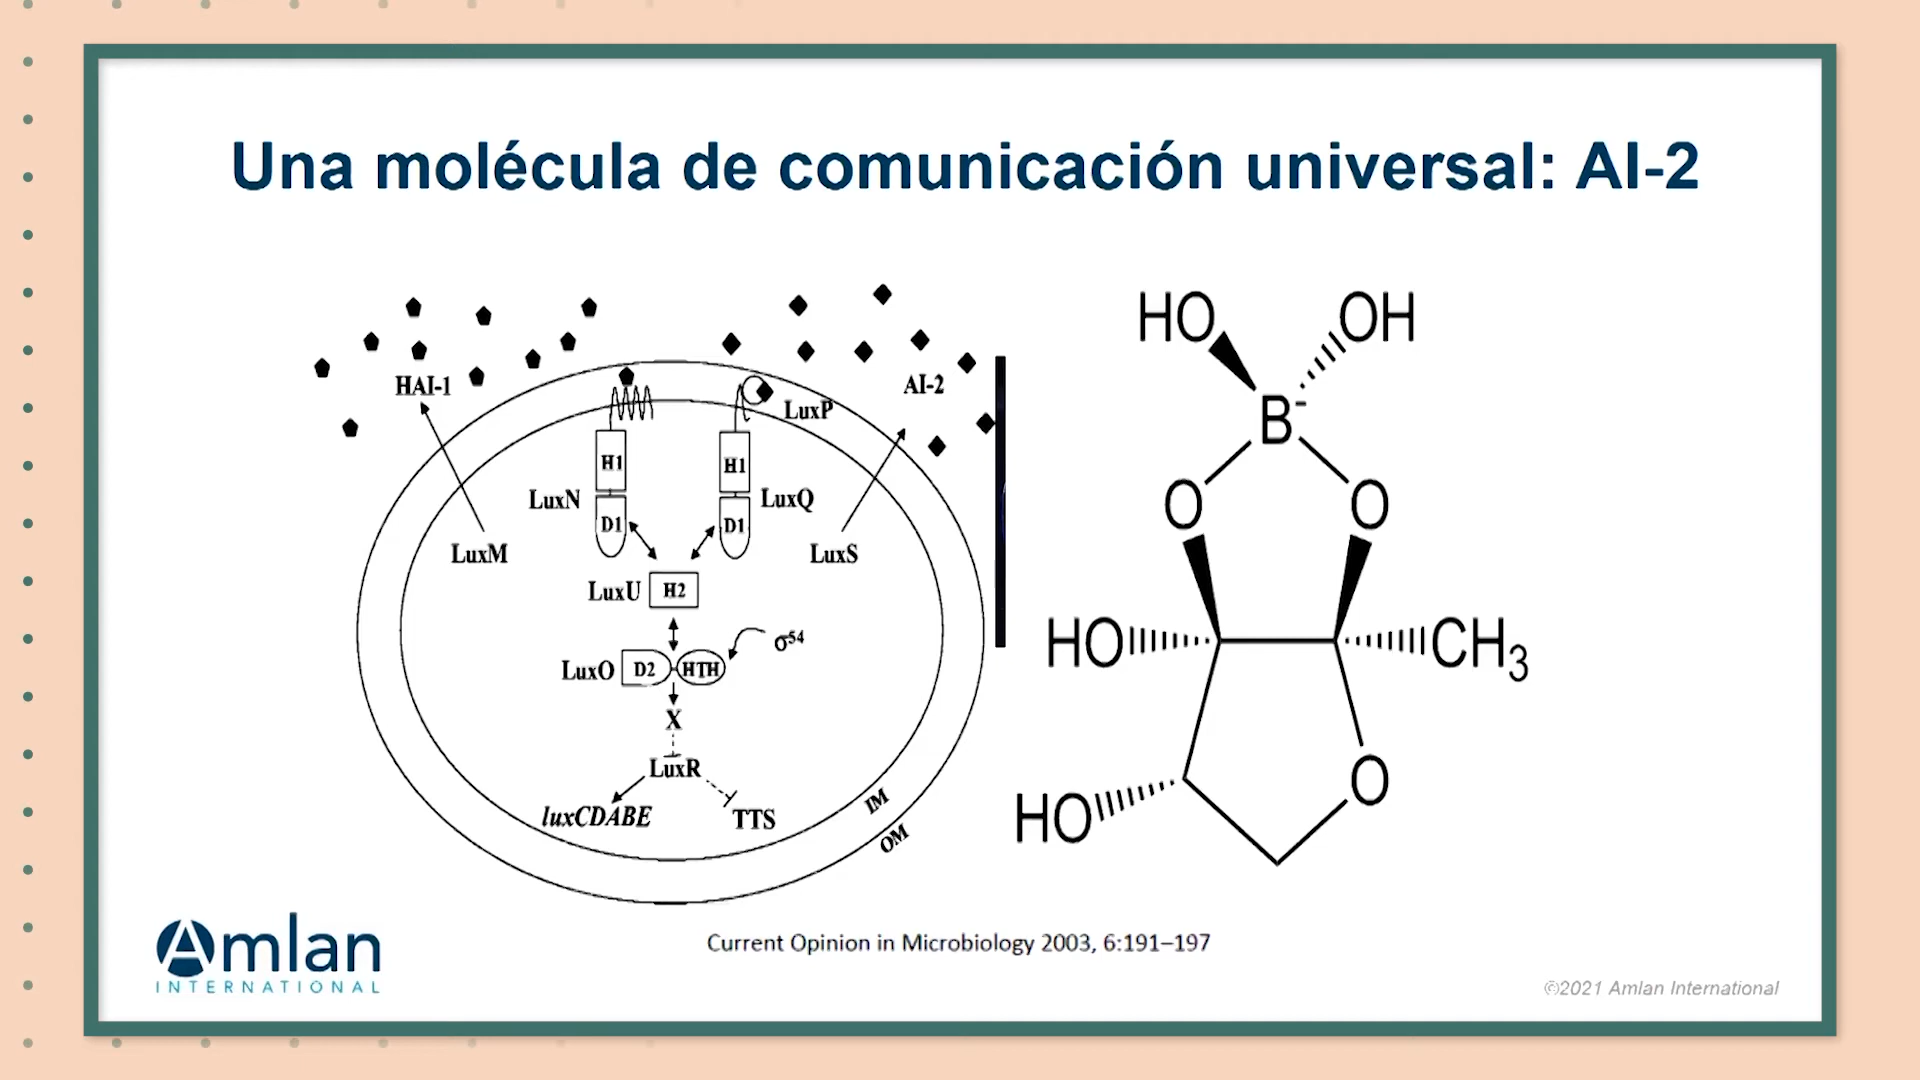 Una molécula de comunicación universal: AI-2
HAI-1
AI-2
LuxP
H1
H1
LuxN
LuxQ
D1
D1
LuxM
LuxS
LuxU
H2
σ54
LuxO
D2
HTH
X
LuxR
luxCDABE
TTS
IM
OM
HO
OH
B-
O
O
HO
CH3
HO
O
Amlan
INTERNATIONAL
Current Opinion in Microbiology 2003, 6:191–197
©2021 Amlan International